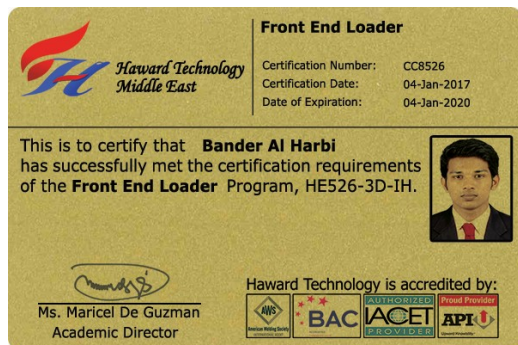 Haward Technology
Middle East
Front End Loader
Certification Number: CC8526
Certification Date: 04-Jan-2017
Date of Expiration: 04-Jan-2020
This is to certify that Bander Al Harbi
has successfully met the certification requirements
of the Front End Loader Program, HE526-3D-IH.
Ms. Maricel De Guzman
Academic Director
Haward Technology is accredited by:
AWS
American Welding Society
BAC
AUTHORIZED
IACET
PROVIDER
Proud Provider
API